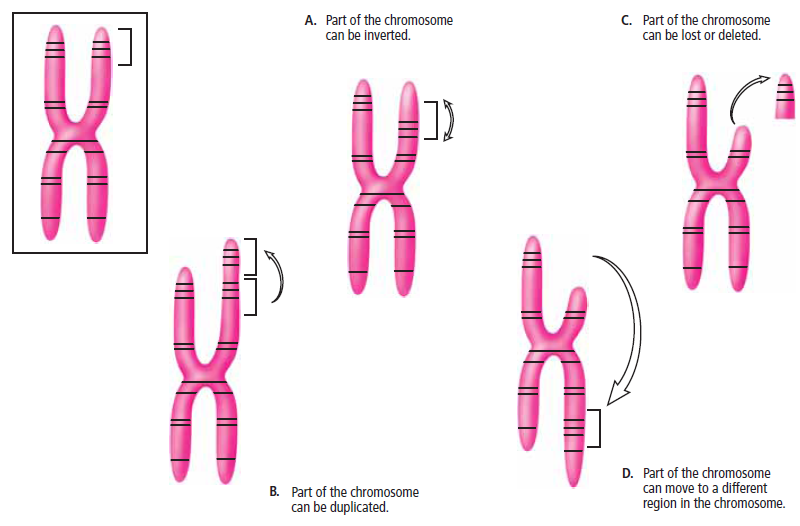 A. Part of the chromosome
can be inverted.
C. Part of the chromosome
can be lost or deleted.
B. Part of the chromosome
can be duplicated.
D. Part of the chromosome
can move to a different
region in the chromosome.